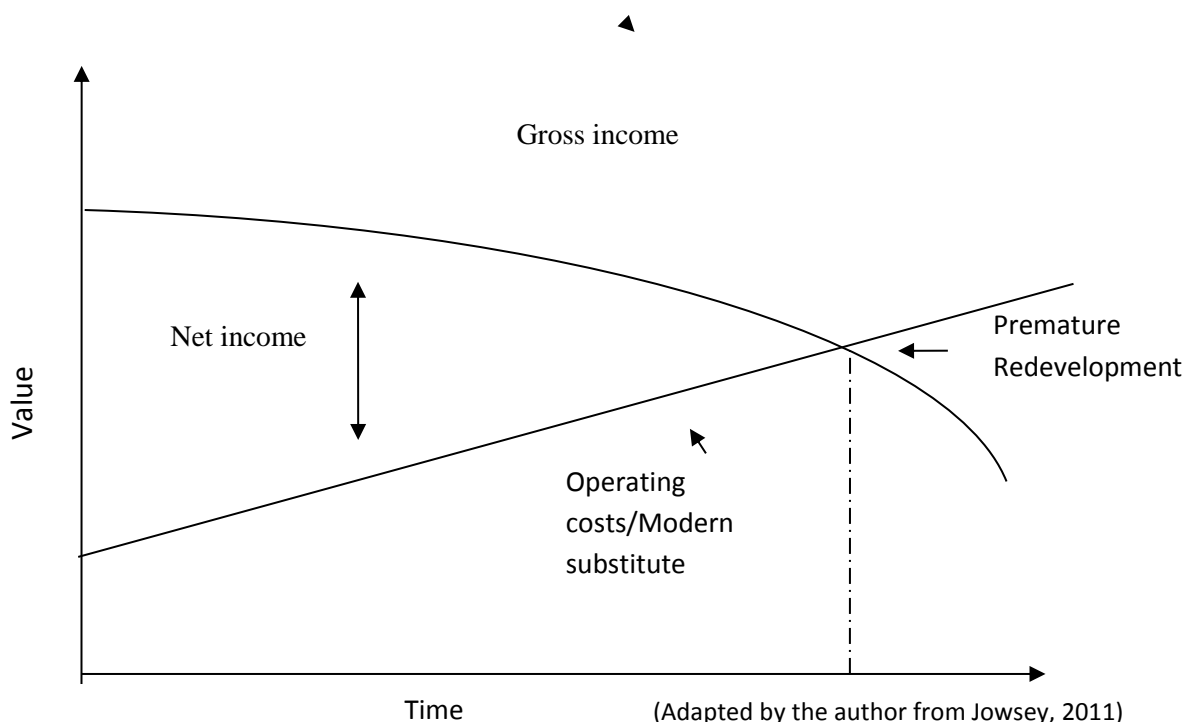 Gross income
Net income
Premature
Redevelopment
Value
Operating
costs/Modern
substitute
Time
(Adapted by the author from Jowsey, 2011)